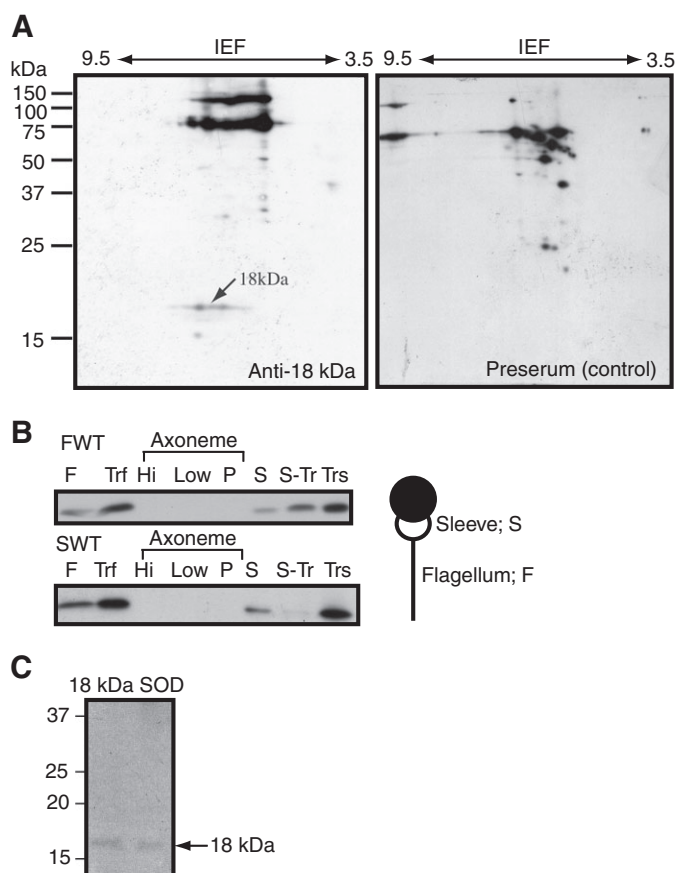 A
9.5 IEF 3.5 9.5 IEF 3.5
kDa
150
100
75
50
37
25
15
18kDa
Anti-18 kDa
Preserum (control)
B
FWT Axoneme
F Trf Hi Low P S S-Tr Trs
SWT Axoneme
F Trf Hi Low P S S-Tr Trs
Sleeve; S
Flagellum; F
C
18 kDa SOD
37
25
20
15
18 kDa